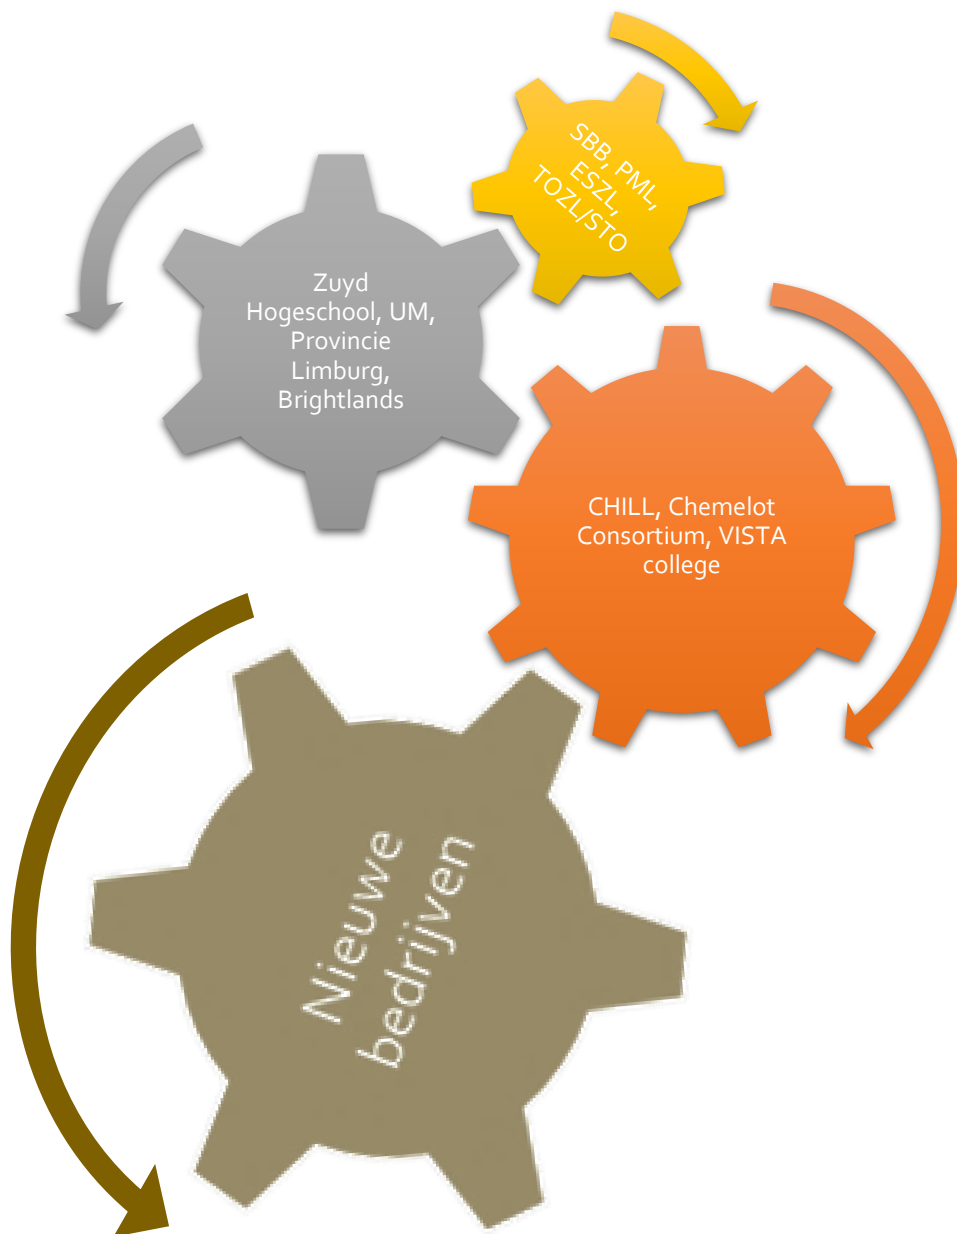 SBB, PML,
ESZL,
TOZL/STO
Zuyd
Hogeschool, UM,
Provincie
Limburg,
Brightlands
CHILL, Chemelot
Consortium, VISTA
college
Nieuwe
bedrijven